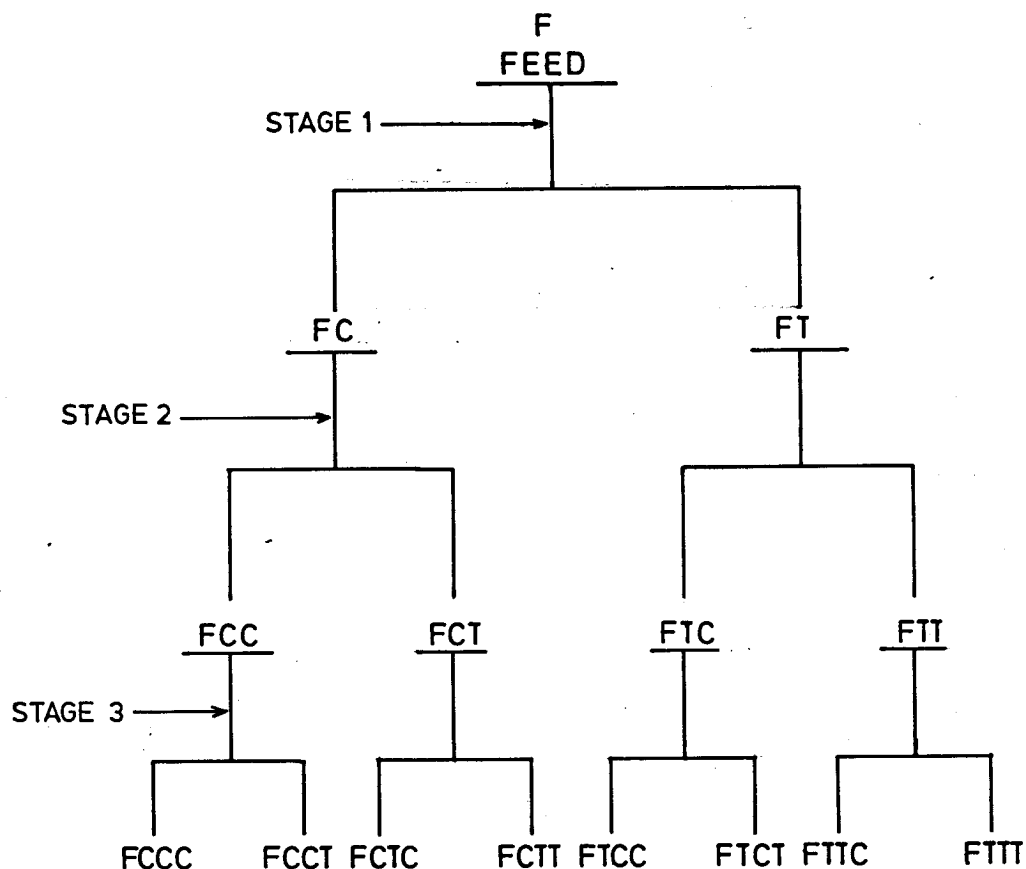 F
FEED
STAGE 1
FC FT
STAGE 2
FCC FCT FTC FTT
STAGE 3
FCCC FCCT FCTC FCTT FTCC FTCT FTTC FTTT